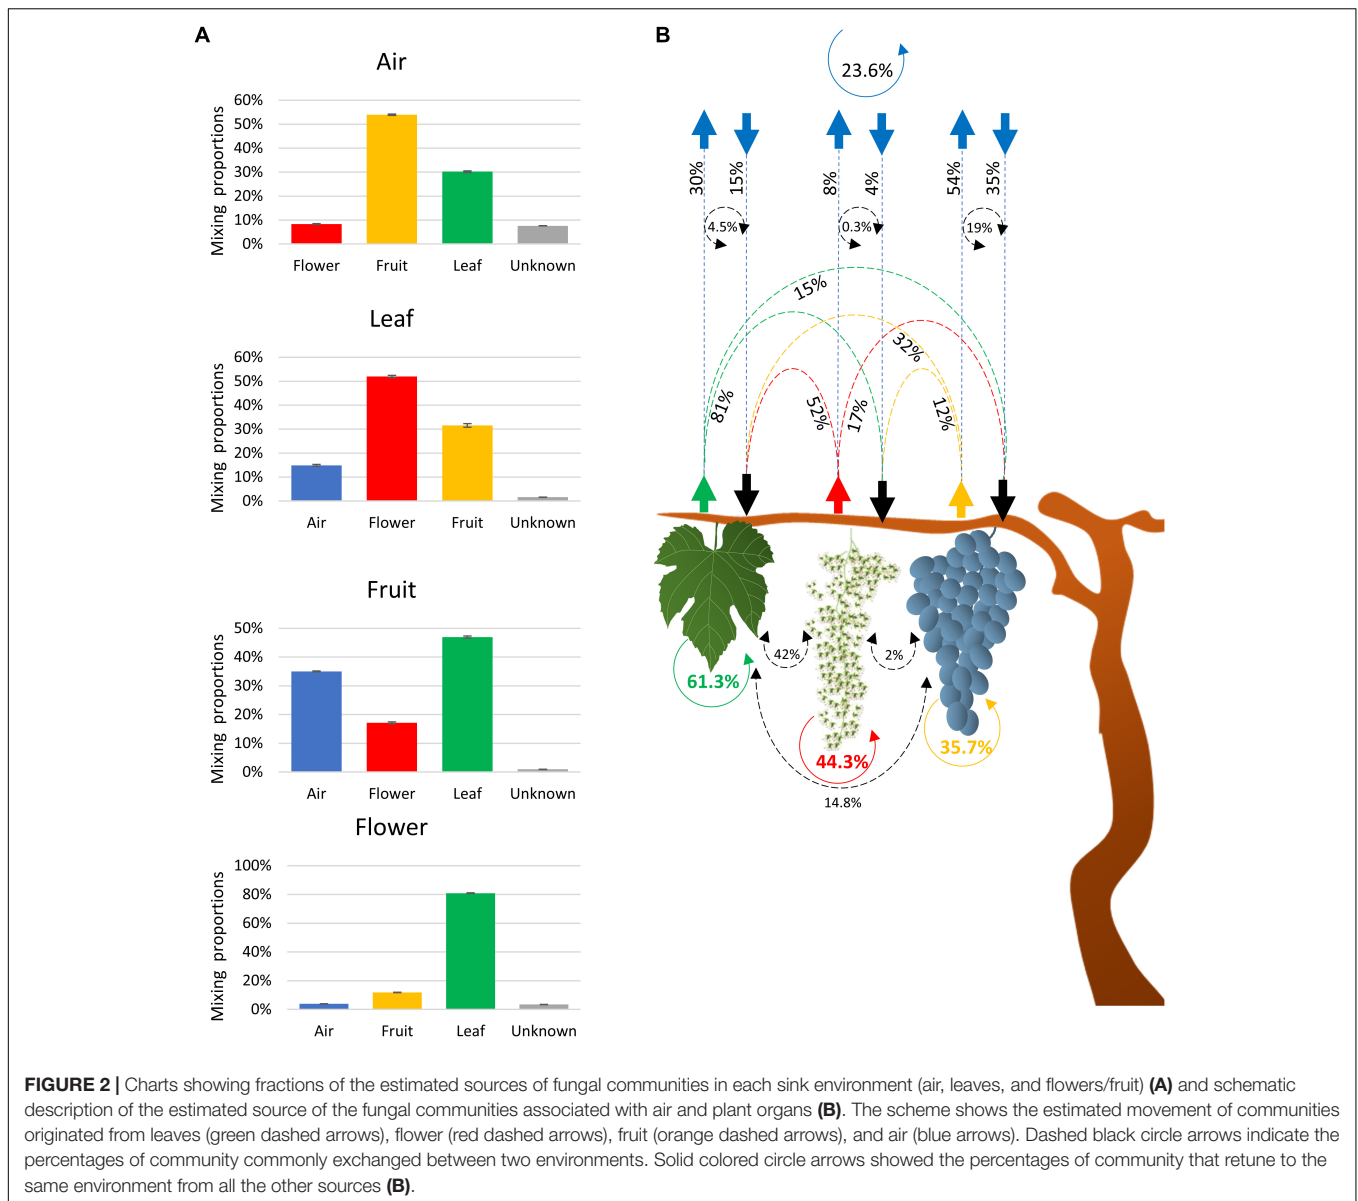 A
Air
Mixing proportions
60%
50%
40%
30%
20%
10%
0%
Flower Fruit Leaf Unknown
Leaf
Mixing proportions
60%
50%
40%
30%
20%
10%
0%
Air Flower Fruit Unknown
Fruit
Mixing proportions
50%
40%
30%
20%
10%
0%
Air Flower Leaf Unknown
Flower
Mixing proportions
100%
80%
60%
40%
20%
0%
Air Fruit Leaf Unknown
B
23.6%
30% 15% 8% 4% 54% 35%
4.5% 0.3% 19%
15%
32%
81% 52% 17% 12%
42% 2%
61.3%
44.3% 35.7%
14.8%
FIGURE 2 | Charts showing fractions of the estimated sources of fungal communities in each sink environment (air, leaves, and flowers/fruit) (A) and schematic
description of the estimated source of the fungal communities associated with air and plant organs (B). The scheme shows the estimated movement of communities
originated from leaves (green dashed arrows), flower (red dashed arrows), fruit (orange dashed arrows), and air (blue arrows). Dashed black circle arrows indicate the
percentages of community commonly exchanged between two environments. Solid colored circle arrows showed the percentages of community that retune to the
same environment from all the other sources (B).